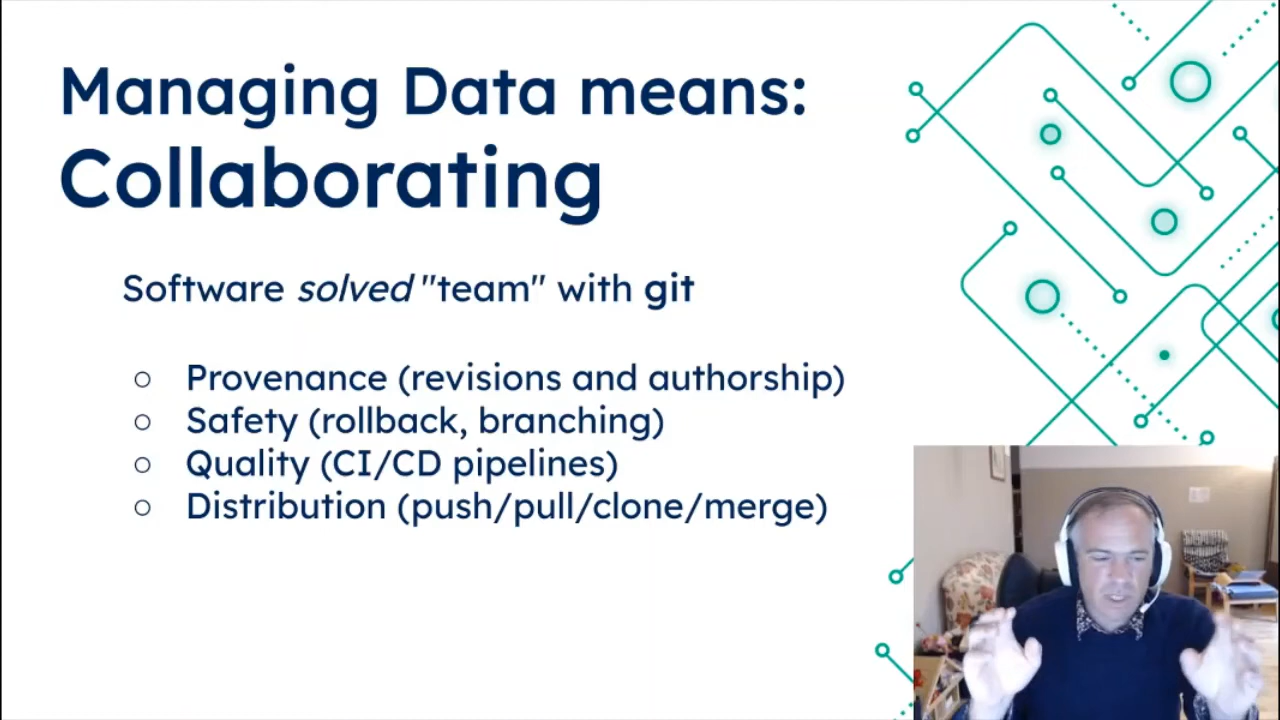 Managing Data means:
Collaborating
Software solved "team" with git
○ Provenance (revisions and authorship)
○ Safety (rollback, branching)
○ Quality (CI/CD pipelines)
○ Distribution (push/pull/clone/merge)